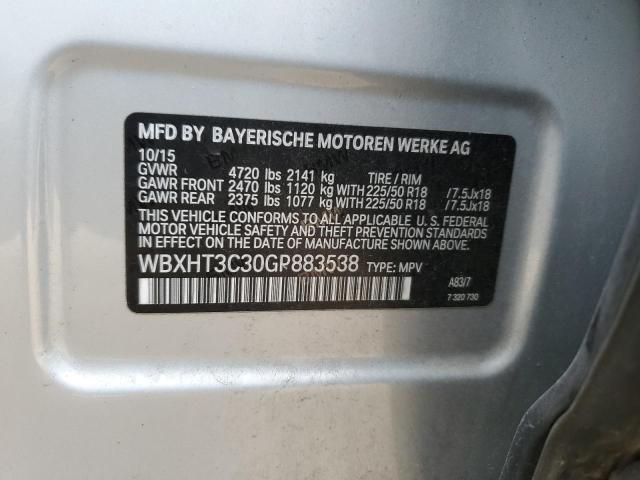 MFD BY BAYERISCHE MOTOREN WERKE AG
10/15
GVWR 4720 lbs 2141 kg TIRE / RIM
GAWR FRONT 2470 lbs 1120 kg WITH 225/50 R18 / 7.5Jx18
GAWR REAR 2375 lbs 1077 kg WITH 225/50 R18 / 7.5Jx18
THIS VEHICLE CONFORMS TO ALL APPLICABLE U. S. FEDERAL
MOTOR VEHICLE SAFETY, BUMPER AND THEFT PREVENTION
STANDARDS IN EFFECT ON THE DATE OF MANUFACTURE SHOWN ABOVE.
WBXHT3C30GP883538 TYPE: MPV
A83/7
7 320 730